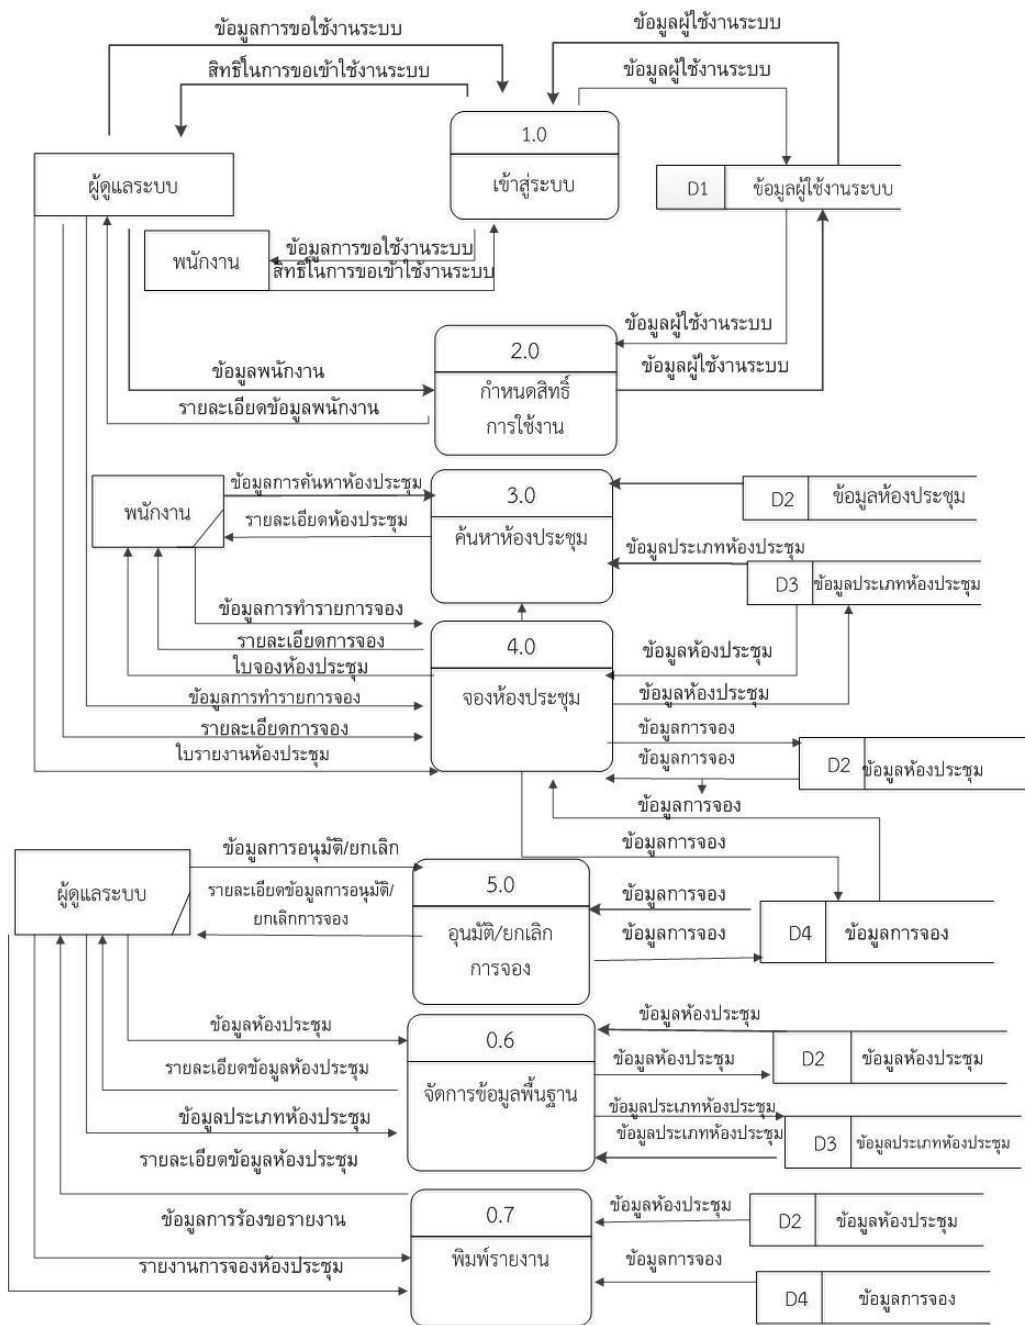 ข้อมูลการขอใช้งานระบบ
ข้อมูลผู้ใช้งานระบบ
สิทธิ์ในการขอเข้าใช้งานระบบ
ข้อมูลผู้ใช้งานระบบ
1.0
เข้าสู่ระบบ
ผู้ดูแลระบบ
D1 ข้อมูลผู้ใช้งานระบบ
พนักงาน
ข้อมูลการขอใช้งานระบบ
สิทธิในการขอเข้าใช้งานระบบ
ข้อมูลผู้ใช้งานระบบ
2.0
กำหนดสิทธิ์
การใช้งาน
ข้อมูลผู้ใช้งานระบบ
ข้อมูลพนักงาน
รายละเอียดข้อมูลพนักงาน
พนักงาน
ข้อมูลการค้นหาห้องประชุม
รายละเอียดห้องประชุม
3.0
ค้นหาห้องประชุม
D2 ข้อมูลห้องประชุม
ข้อมูลประเภทห้องประชุม
D3 ข้อมูลประเภทห้องประชุม
ข้อมูลการทำรายการจอง
รายละเอียดการจอง
ใบจองห้องประชุม
ข้อมูลการทำรายการจอง
รายละเอียดการจอง
ใบรายงานห้องประชุม
4.0
จองห้องประชุม
ข้อมูลห้องประชุม
ข้อมูลห้องประชุม
ข้อมูลการจอง
ข้อมูลการจอง
D2 ข้อมูลห้องประชุม
ข้อมูลการจอง
ข้อมูลการจอง
ผู้ดูแลระบบ
ข้อมูลการอนุมัติ/ยกเลิก
รายละเอียดข้อมูลการอนุมัติ/
ยกเลิกการจอง
5.0
อุนมัติ/ยกเลิก
การจอง
ข้อมูลการจอง
ข้อมูลการจอง
D4 ข้อมูลการจอง
ข้อมูลห้องประชุม
รายละเอียดข้อมูลห้องประชุม
ข้อมูลประเภทห้องประชุม
รายละเอียดข้อมูลห้องประชุม
0.6
จัดการข้อมูลพื้นฐาน
ข้อมูลห้องประชุม
ข้อมูลห้องประชุม
D2 ข้อมูลห้องประชุม
ข้อมูลประเภทห้องประชุม
ข้อมูลประเภทห้องประชุม
D3 ข้อมูลประเภทห้องประชุม
ข้อมูลการร้องขอรายงาน
รายงานการจองห้องประชุม
0.7
พิมพ์รายงาน
ข้อมูลห้องประชุม
D2 ข้อมูลห้องประชุม
ข้อมูลการจอง
D4 ข้อมูลการจอง